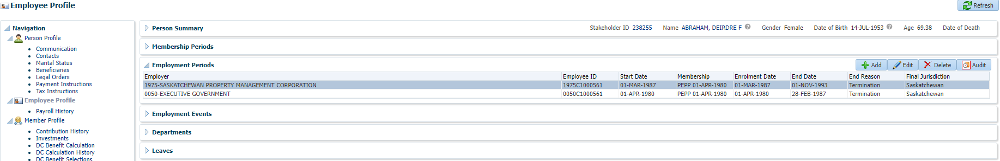 Employee Profile
Refresh
Navigation
Person Profile
Communication
Contacts
Marital Status
Beneficiaries
Legal Orders
Payment Instructions
Tax Instructions
Employee Profile
Payroll History
Member Profile
Contribution History
Investments
DC Benefit Calculation
DC Calculation History
DC Benefit Selections
Person Summary Stakeholder ID 238255 Name ABRAHAM, DEIRDRE F Gender Female Date of Birth 14-JUL-1953 Age 69.38 Date of Death
Membership Periods
Employment Periods Add Edit Delete Audit
Employer Employee ID Start Date Membership Enrolment Date End Date End Reason Final Jurisdiction
1975-SASKATCHEWAN PROPERTY MANAGEMENT CORPORATION 1975C1000561 01-MAR-1987 PEPP 01-APR-1980 01-MAR-1987 01-NOV-1993 Termination Saskatchewan
0050-EXECUTIVE GOVERNMENT 0050C1000561 01-APR-1980 PEPP 01-APR-1980 01-APR-1980 28-FEB-1987 Termination Saskatchewan
Employment Events
Departments
Leaves